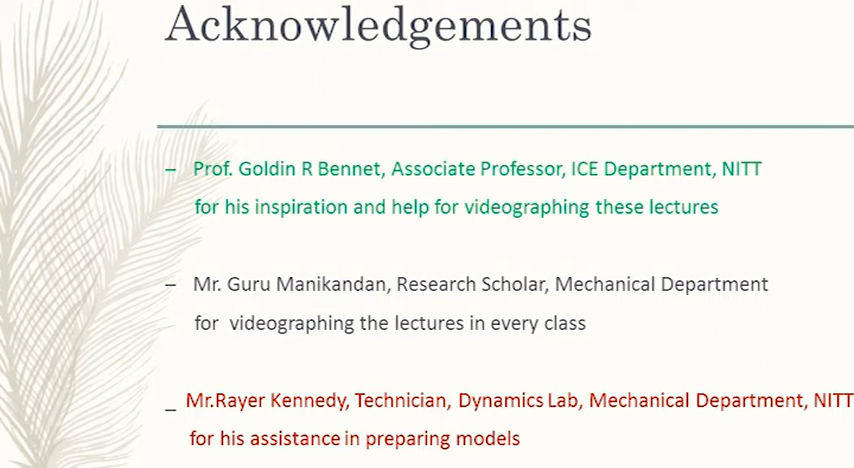 Acknowledgements
– Prof. Goldin R Bennet, Associate Professor, ICE Department, NITT
for his inspiration and help for videographing these lectures
– Mr. Guru Manikandan, Research Scholar, Mechanical Department
for videographing the lectures in every class
_ Mr.Rayer Kennedy, Technician, Dynamics Lab, Mechanical Department, NITT
for his assistance in preparing models